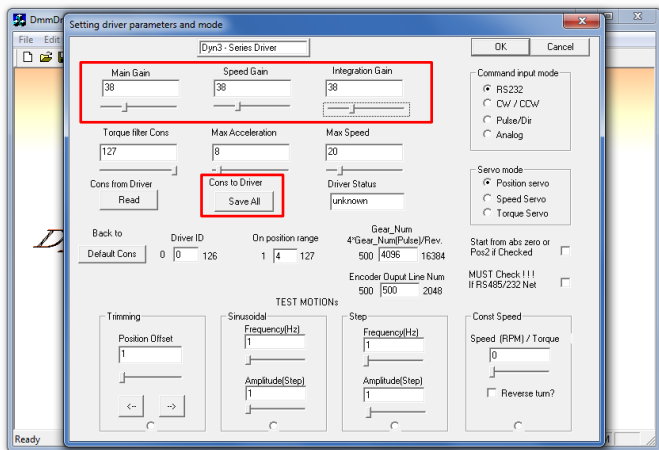 DmmDr
Setting driver parameters and mode
File Edit
Dyn3 - Series Driver
OK Cancel
Main Gain Speed Gain Integration Gain
38 38 38
Command input mode
RS232
CW / CCW
Pulse/Dir
Analog
Torque filter Cons Max Acceleration Max Speed
127 8 20
Cons from Driver Cons to Driver Driver Status
Read Save All unknown
Servo mode
Position servo
Speed Servo
Torque Servo
Back to
Default Cons
Driver ID
0 0 126
On position range
1 4 127
Gear_Num
4*Gear_Num(Pulse)/Rev.
500 4096 16384
Encoder Ouput Line Num
500 500 2048
Start from abs zero or
Pos2 if Checked
MUST Check !!!
If RS485/232 Net
TEST MOTIONs
Trimming
Position Offset
1
<-- -->
Sinusoidal
Frequency(Hz)
1
Amplitude(Step)
1
Step
Frequency(Hz)
1
Amplitude(Step)
1
Const Speed
Speed (RPM) / Torque
0
Reverse turn?
Ready